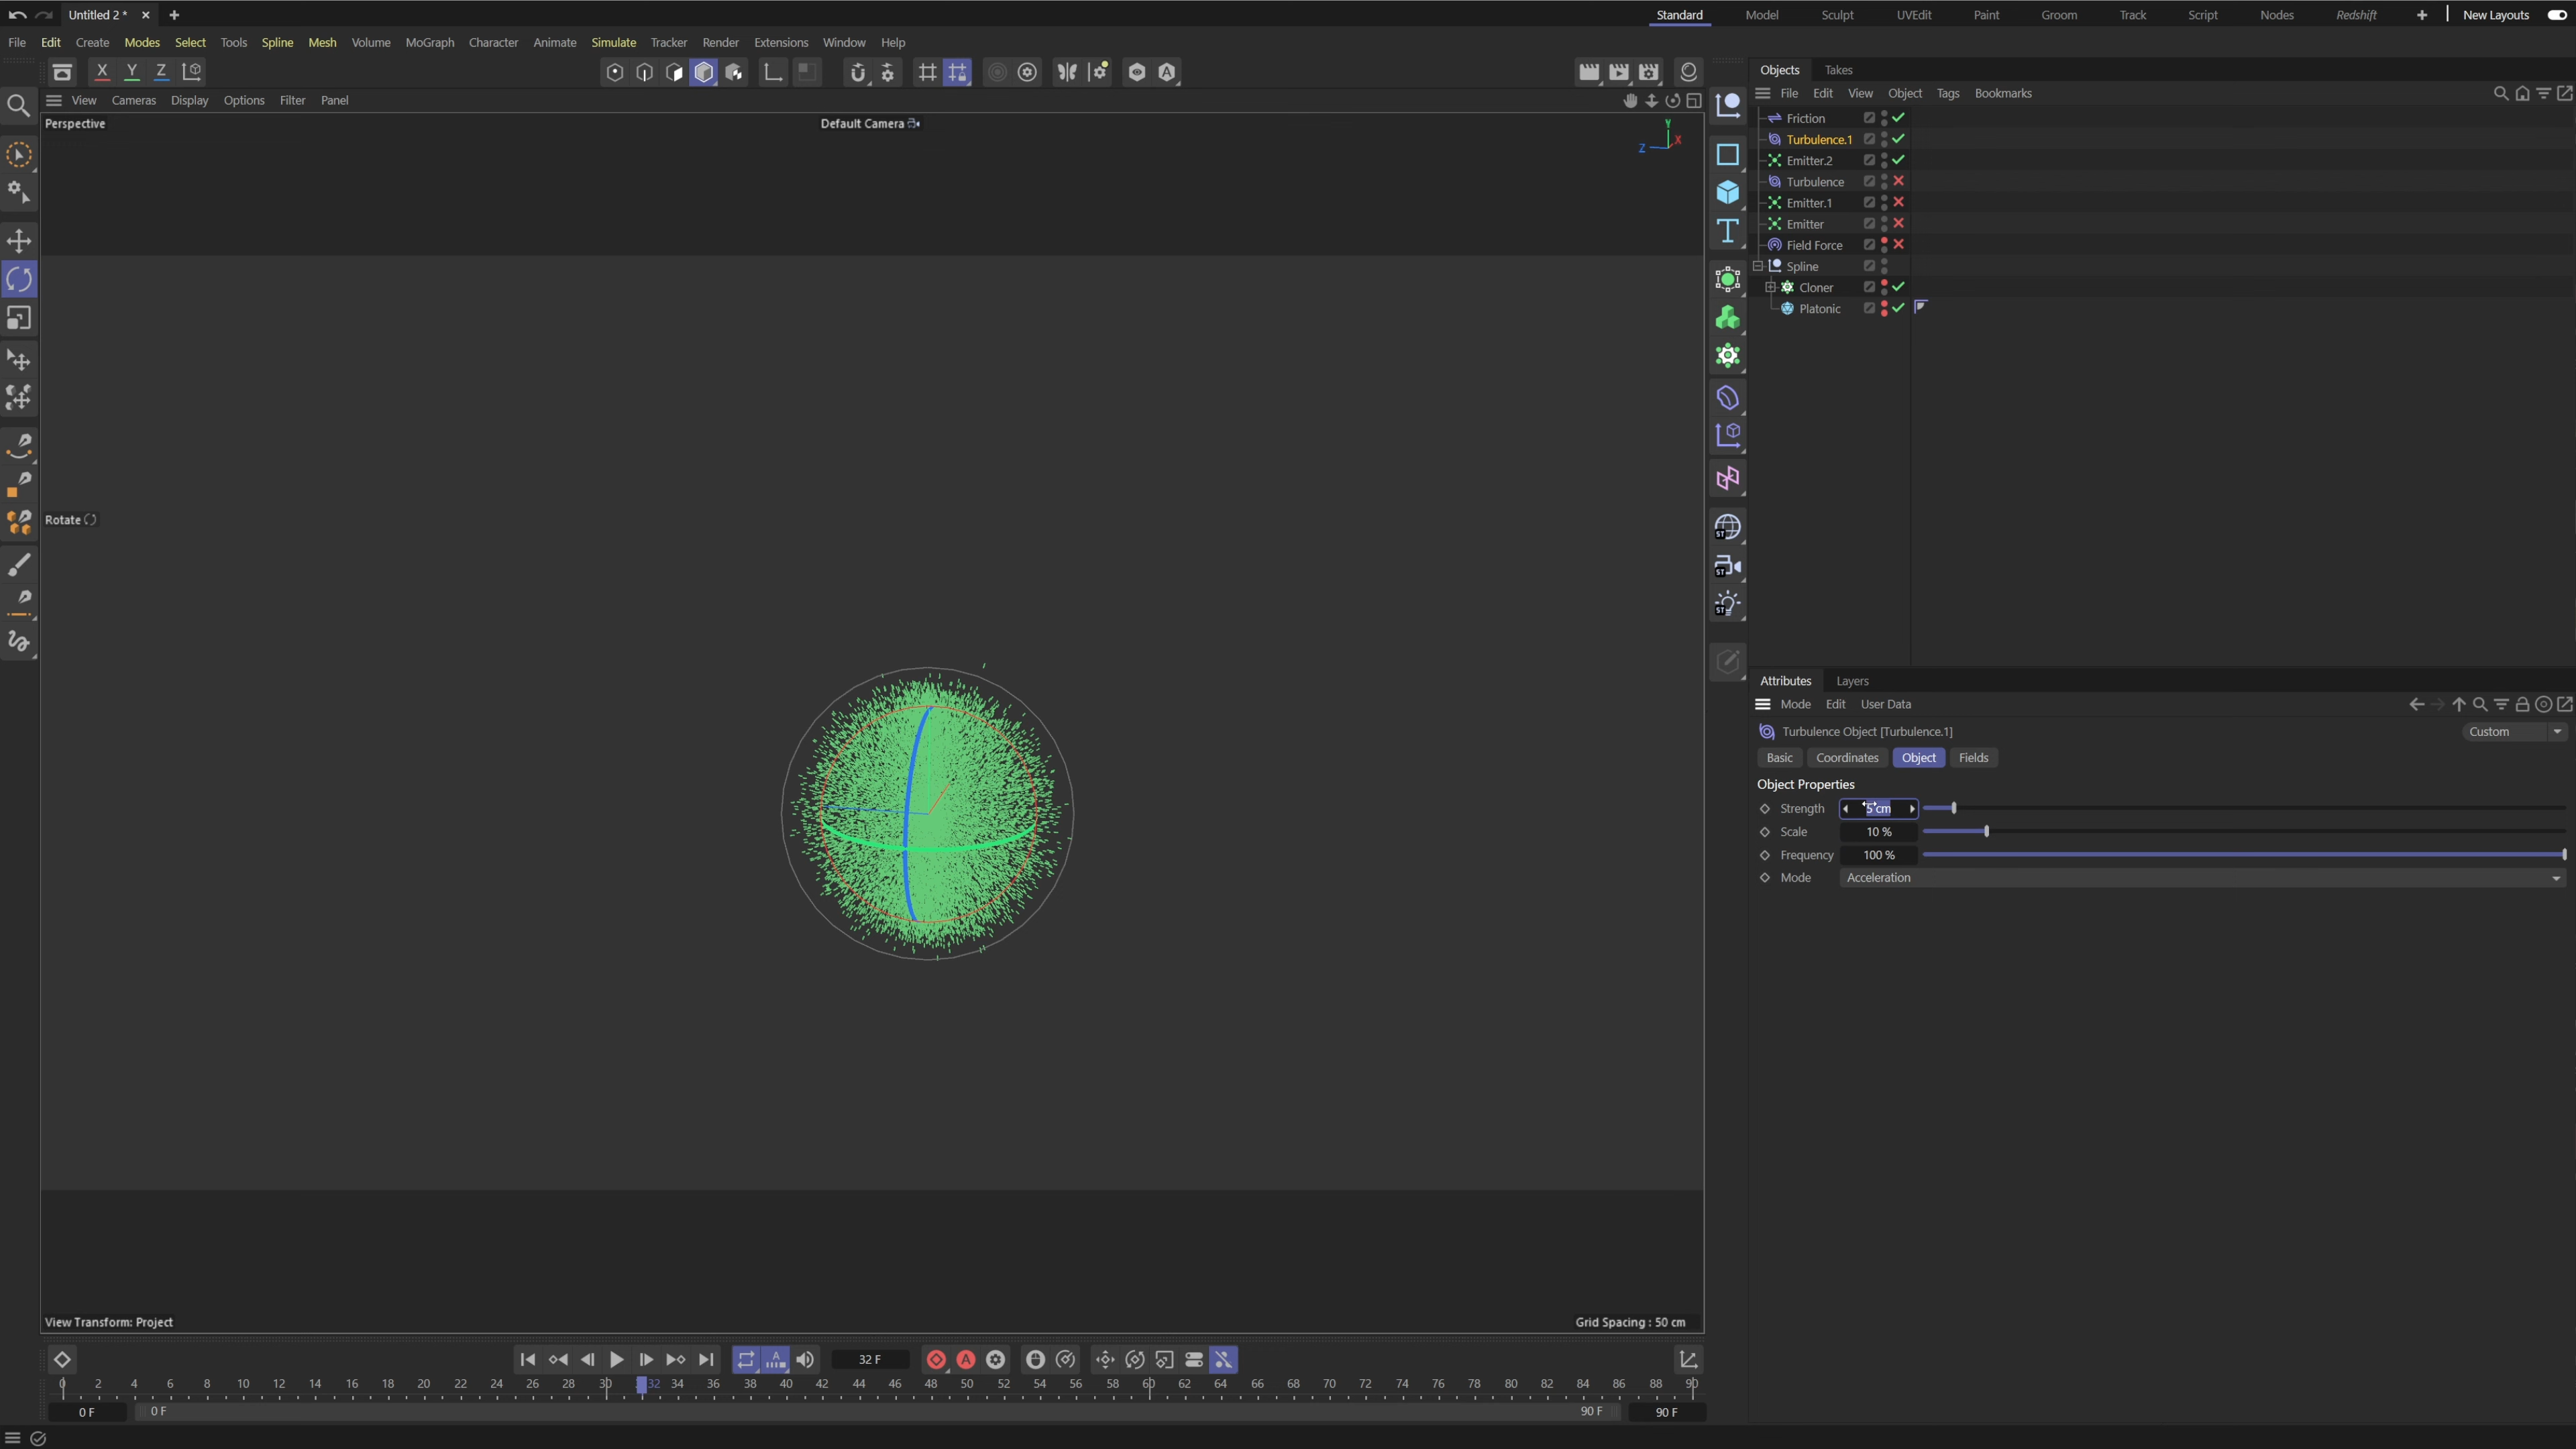 Untitled 2 *
Standard Model Sculpt UVEdit Paint Groom Track Script Nodes Redshift New Layouts
File Edit Create Modes Select Tools Spline Mesh Volume MoGraph Character Animate Simulate Tracker Render Extensions Window Help
X Y Z
Objects Takes
View Cameras Display Options Filter Panel
File Edit View Object Tags Bookmarks
Perspective
Default Camera
Y
X
Z
Friction
Turbulence.1
Emitter.2
Turbulence
Emitter.1
Emitter
Field Force
Spline
Cloner
Platonic
Rotate
ST
ST
ST
Attributes Layers
Mode Edit User Data
Turbulence Object [Turbulence.1]
Custom
Basic Coordinates Object Fields
Object Properties
Strength 5 cm
Scale 10 %
Frequency 100 %
Mode Acceleration
View Transform: Project
Grid Spacing : 50 cm
32 F
0 2 4 6 8 10 12 14 16 18 20 22 24 26 28 30 32 34 36 38 40 42 44 46 48 50 52 54 56 58 60 62 64 66 68 70 72 74 76 78 80 82 84 86 88 90
0 F 0 F 90 F 90 F